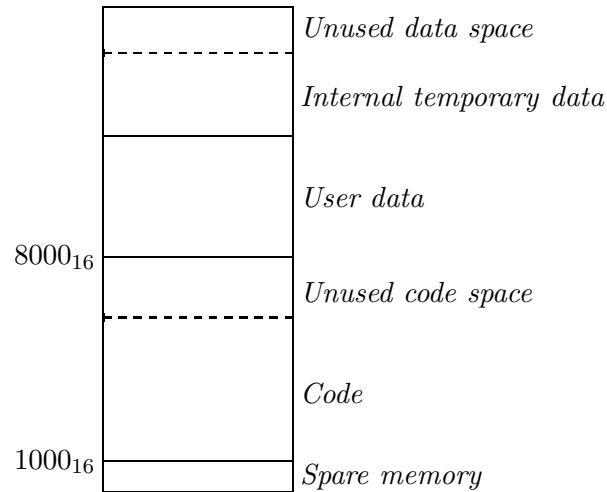 Unused data space
Internal temporary data
User data
8000₁₆
Unused code space
Code
1000₁₆
Spare memory